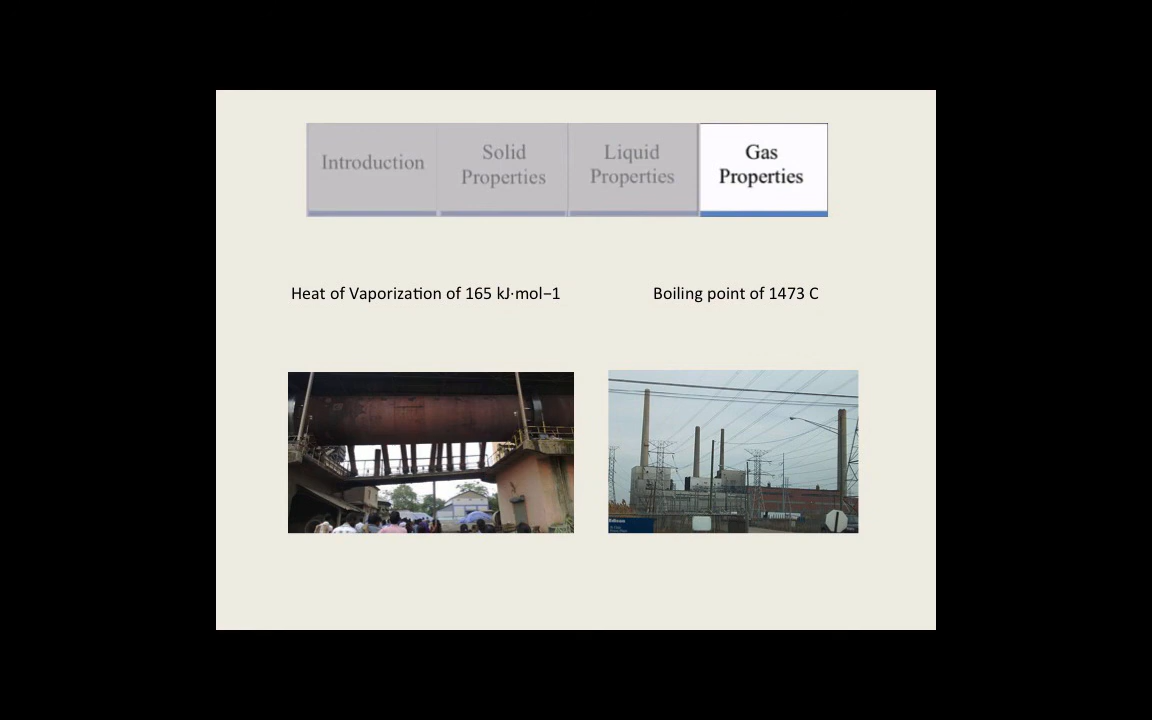 Introduction
Solid
Properties
Liquid
Properties
Gas
Properties
Heat of Vaporization of 165 kJ·mol−1
Boiling point of 1473 C